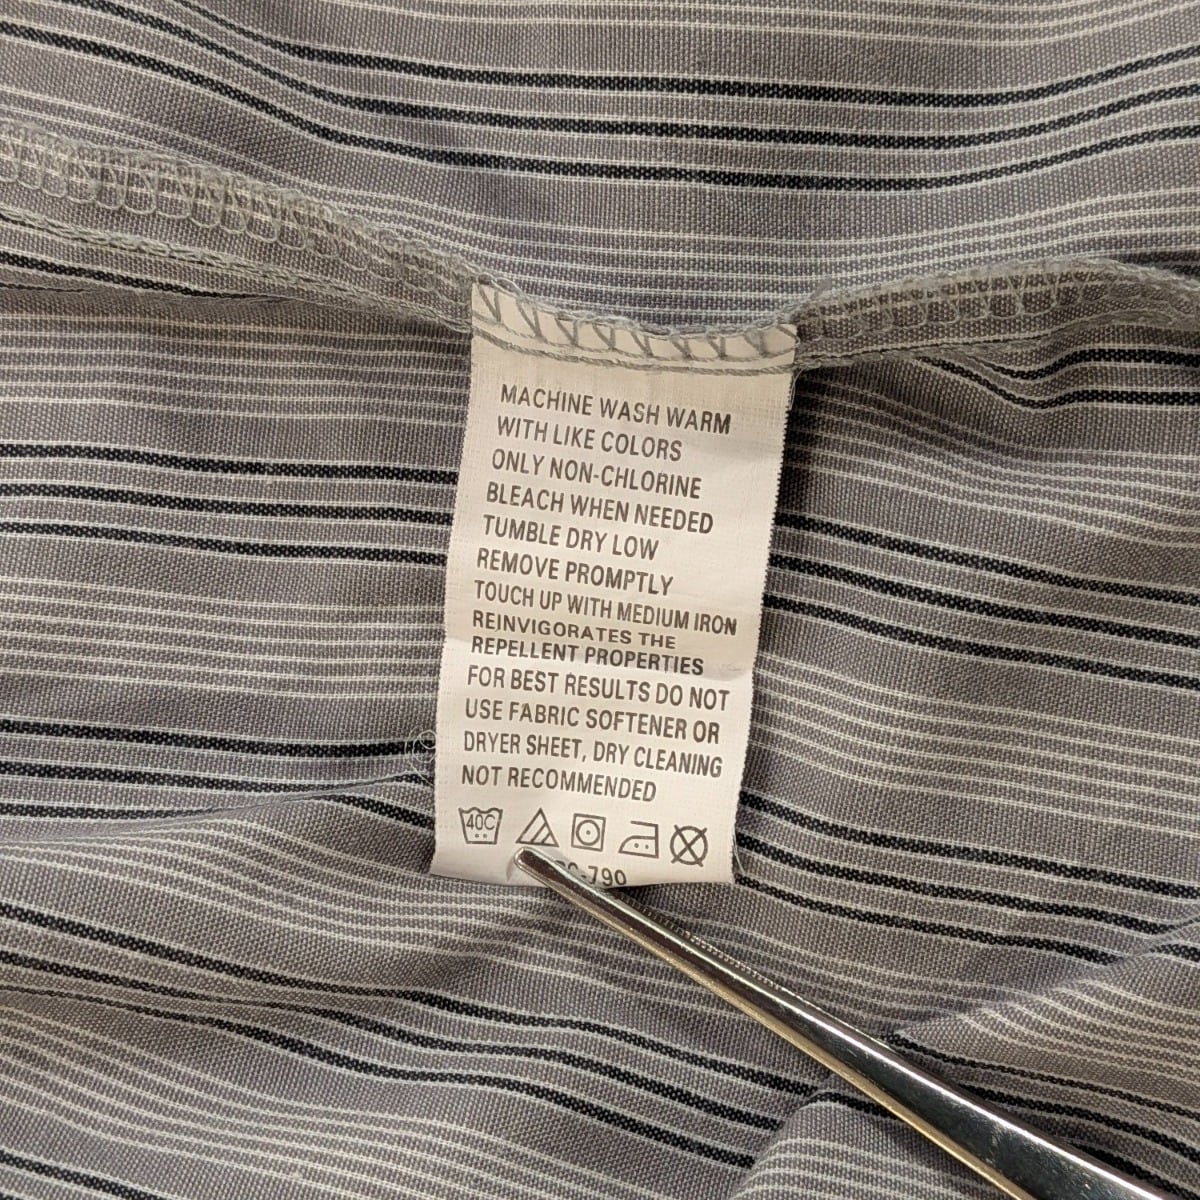 MACHINE WASH WARM
WITH LIKE COLORS
ONLY NON-CHLORINE
BLEACH WHEN NEEDED
TUMBLE DRY LOW
REMOVE PROMPTLY
TOUCH UP WITH MEDIUM IRON
REINVIGORATES THE
REPELLENT PROPERTIES
FOR BEST RESULTS DO NOT
USE FABRIC SOFTENER OR
DRYER SHEET, DRY CLEANING
NOT RECOMMENDED
40C